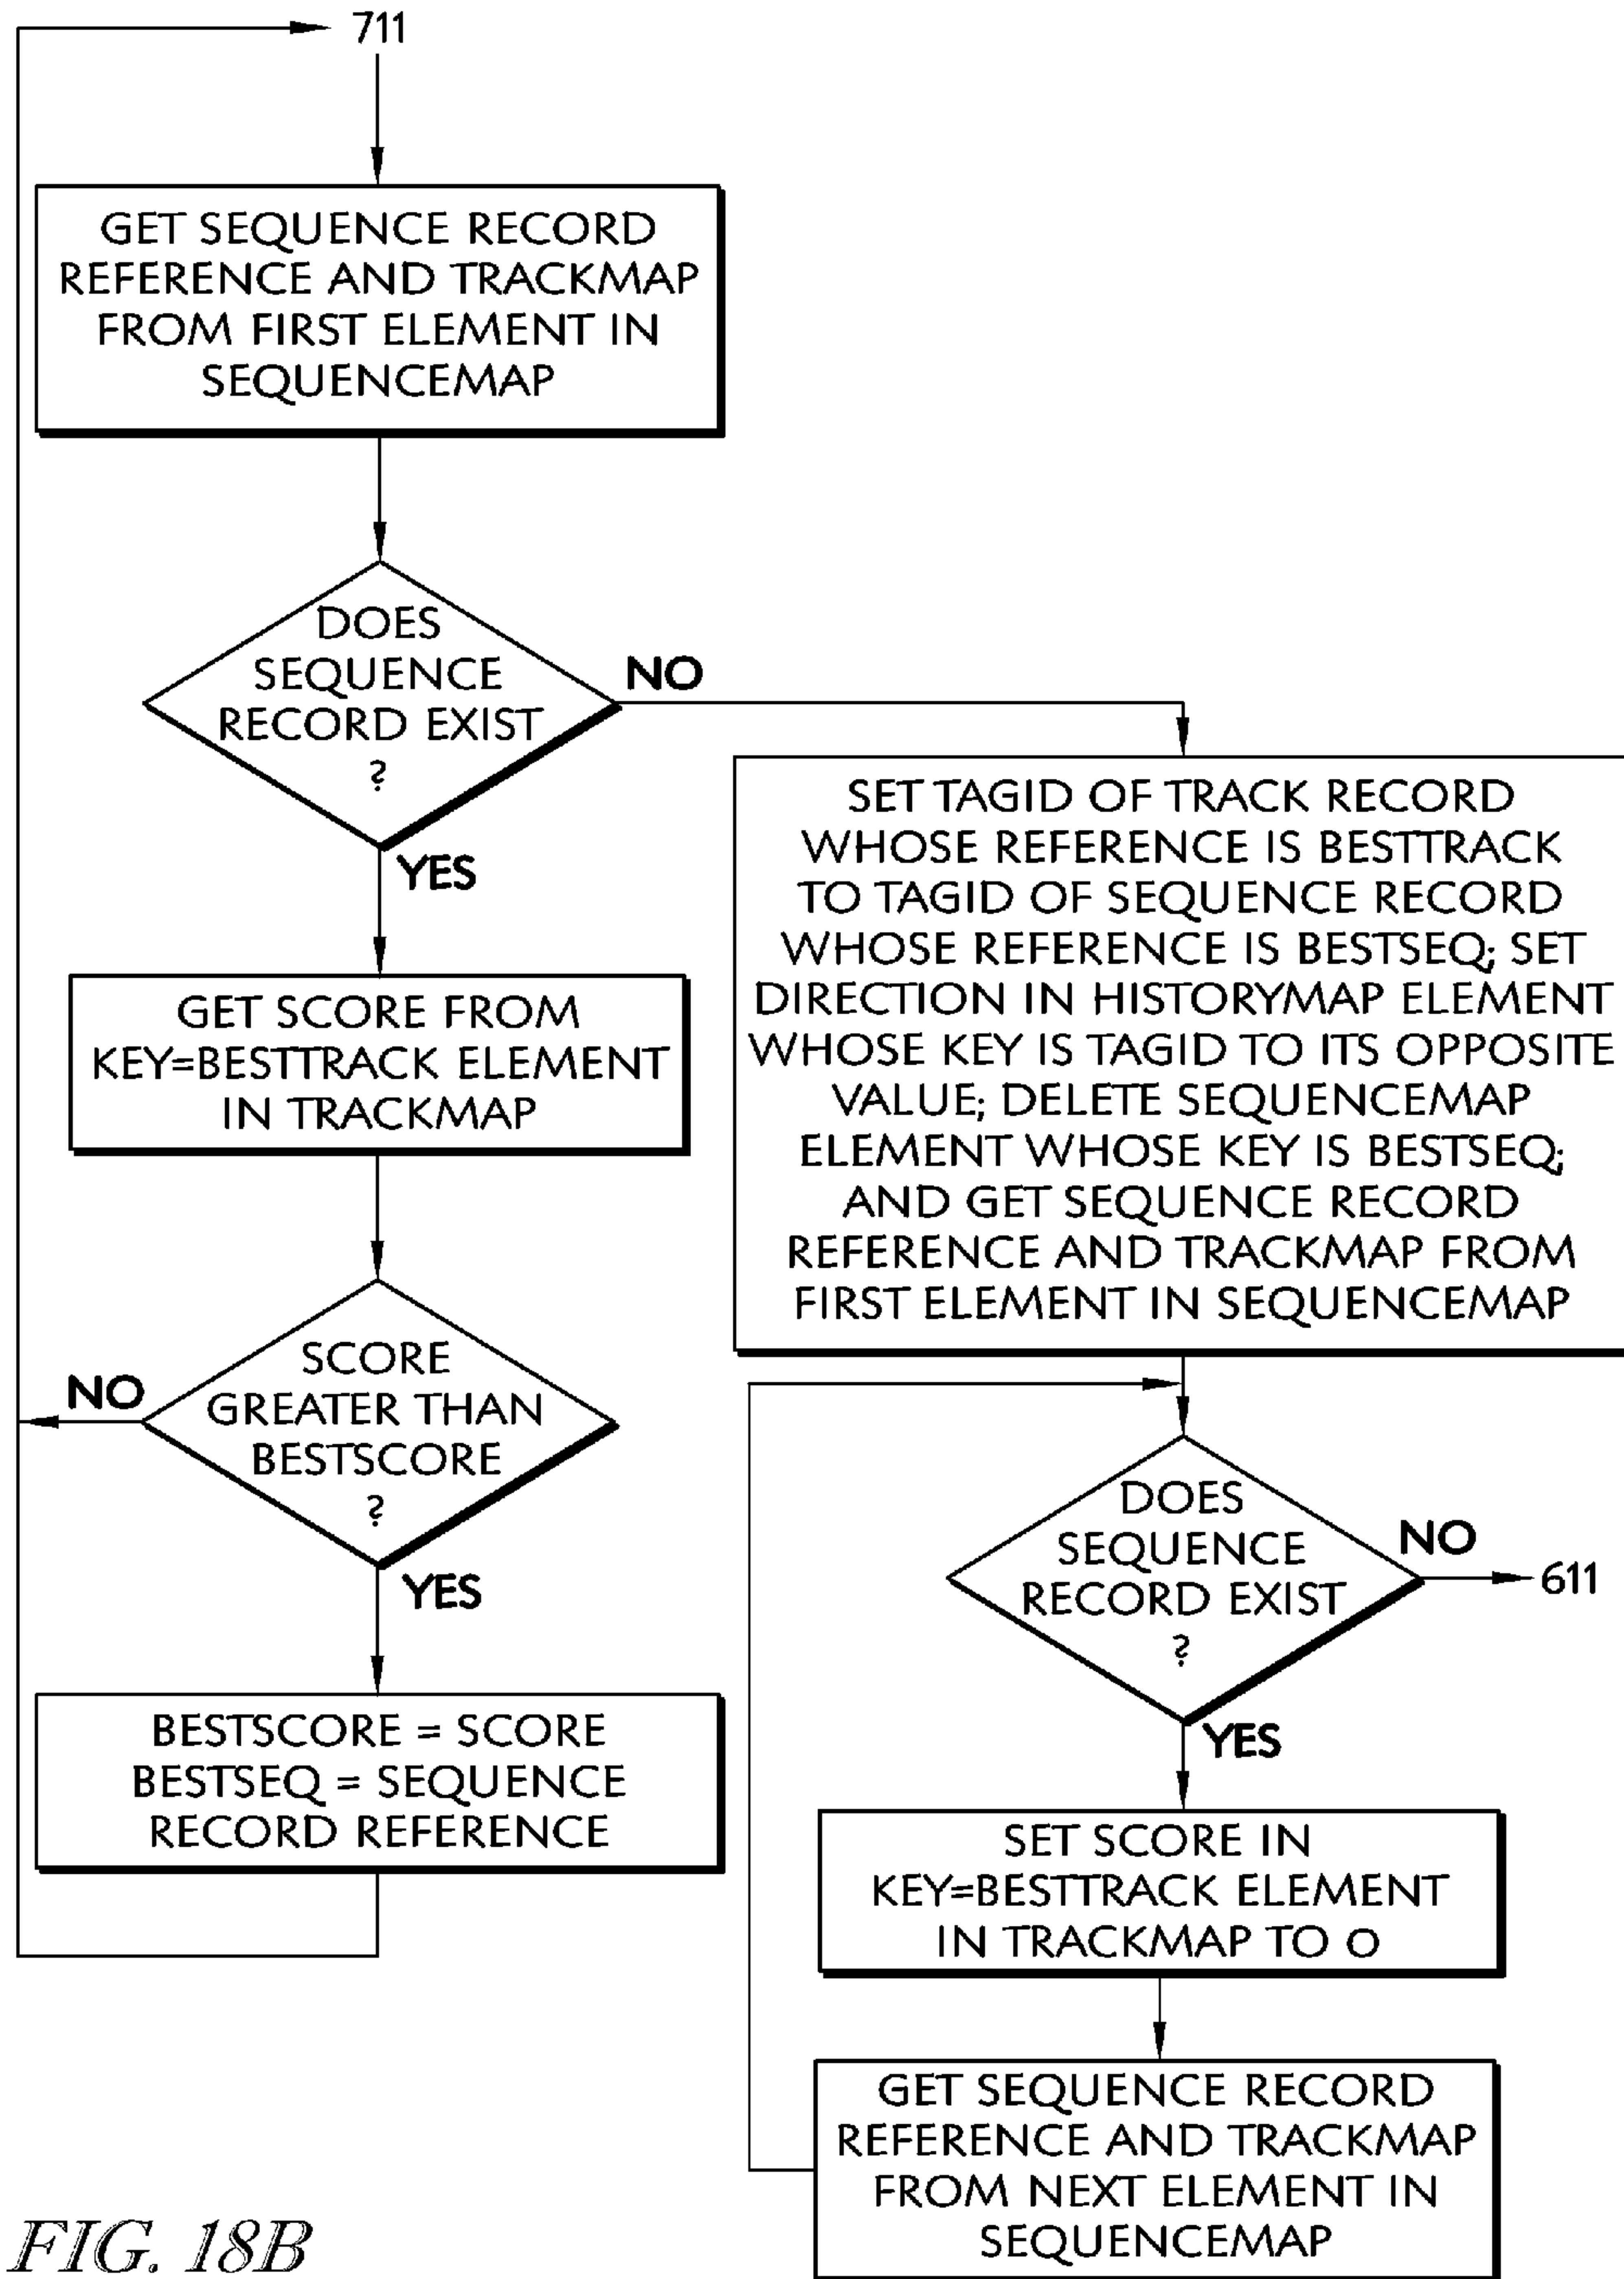 711
GET SEQUENCE RECORD
REFERENCE AND TRACKMAP
FROM FIRST ELEMENT IN
SEQUENCEMAP
DOES
SEQUENCE
RECORD EXIST
?
NO
YES
GET SCORE FROM
KEY=BESTTRACK ELEMENT
IN TRACKMAP
SCORE
GREATER THAN
BESTSCORE
?
NO
YES
BESTSCORE = SCORE
BESTSEQ = SEQUENCE
RECORD REFERENCE
SET TAGID OF TRACK RECORD
WHOSE REFERENCE IS BESTTRACK
TO TAGID OF SEQUENCE RECORD
WHOSE REFERENCE IS BESTSEQ; SET
DIRECTION IN HISTORYMAP ELEMENT
WHOSE KEY IS TAGID TO ITS OPPOSITE
VALUE; DELETE SEQUENCEMAP
ELEMENT WHOSE KEY IS BESTSEQ;
AND GET SEQUENCE RECORD
REFERENCE AND TRACKMAP FROM
FIRST ELEMENT IN SEQUENCEMAP
DOES
SEQUENCE
RECORD EXIST
?
NO
611
YES
SET SCORE IN
KEY=BESTTRACK ELEMENT
IN TRACKMAP TO 0
GET SEQUENCE RECORD
REFERENCE AND TRACKMAP
FROM NEXT ELEMENT IN
SEQUENCEMAP
FIG. 18B